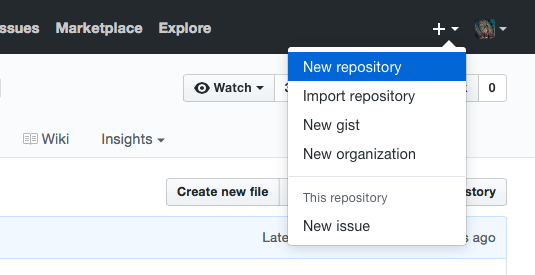 ssues Marketplace Explore
New repository
Watch 0
Import repository
New gist
Wiki Insights
New organization
Create new file story
This repository
New issue
Late s ago